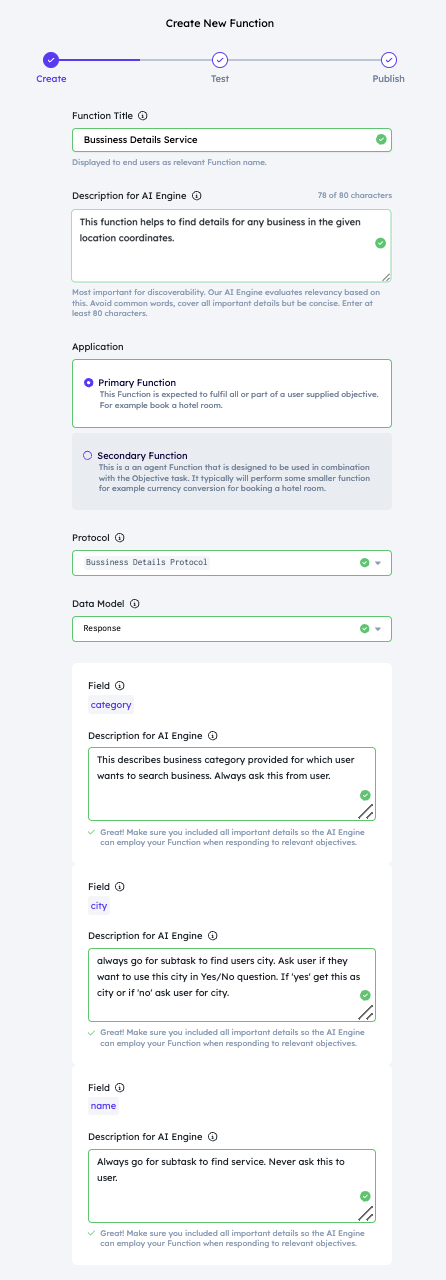 Create New Function
Create
Test
Publish
Function Title
Bussiness Details Service
Displayed to end users as relevant Function name.
Description for AI Engine
78 of 80 characters
This function helps to find details for any business in the given
location coordinates.
Most important for discoverability. Our AI Engine evaluates relevancy based on
this. Avoid common words, cover all important details but be concise. Enter at
least 80 characters.
Application
Primary Function
This Function is expected to fulfil all or part of a user supplied objective.
For example book a hotel room.
Secondary Function
This is a an agent Function that is designed to be used in combination
with the Objective task. It typically will perform some smaller function
for example currency conversion for booking a hotel room.
Protocol
Bussiness Details Protocol
Data Model
Response
Field
category
Description for AI Engine
This describes business category provided for which user
wants to search business. Always ask this from user.
Great! Make sure you included all important details so the AI Engine
can employ your Function when responding to relevant objectives.
Field
city
Description for AI Engine
always go for subtask to find users city. Ask user if they
want to use this city in Yes/No question. If 'yes' get this as
city or if 'no' ask user for city.
Great! Make sure you included all important details so the AI Engine
can employ your Function when responding to relevant objectives.
Field
name
Description for AI Engine
Always go for subtask to find service. Never ask this to
user.
Great! Make sure you included all important details so the AI Engine
can employ your Function when responding to relevant objectives.